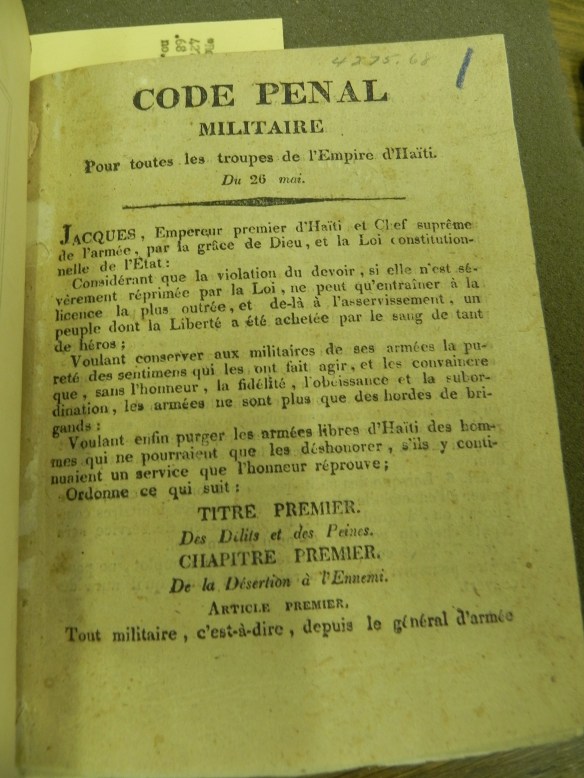 4275.68
427
.68
no.
1
CODE PENAL
MILITAIRE
Pour toutes les troupes de l'Empire d'Haïti.
Du 26 mai.
JACQUES, Empereur premier d'Haïti et Chef suprême
de l'armée, par la grâce de Dieu, et la Loi constitution-
nelle de l'État:
Considérant que la violation du devoir, si elle n'est sé-
vèrement réprimée par la Loi, ne peut qu'entraîner à la
licence la plus outrée, et de-là à l'asservissement, un
peuple dont la Liberté a été achetée par le sang de tant
de héros;
Voulant conserver aux militaires de ses armées la pu-
reté des sentimens qui les ont fait agir, et les convaincre
que, sans l'honneur, la fidélité, l'obéissance et la subor-
dination, les armées ne sont plus que des hordes de bri-
gands:
Voulant enfin purger les armées libres d'Haïti des hom-
mes qui ne pourraient que les déshonorer, s'ils y conti-
nuaient un service que l'honneur réprouve;
Ordonne ce qui suit:
TITRE PREMIER.
Des Délits et des Peines.
CHAPITRE PREMIER.
De la Désertion à l'Ennemi.
ARTICLE PREMIER.
Tout militaire, c'est-à-dire, depuis le général d'armée